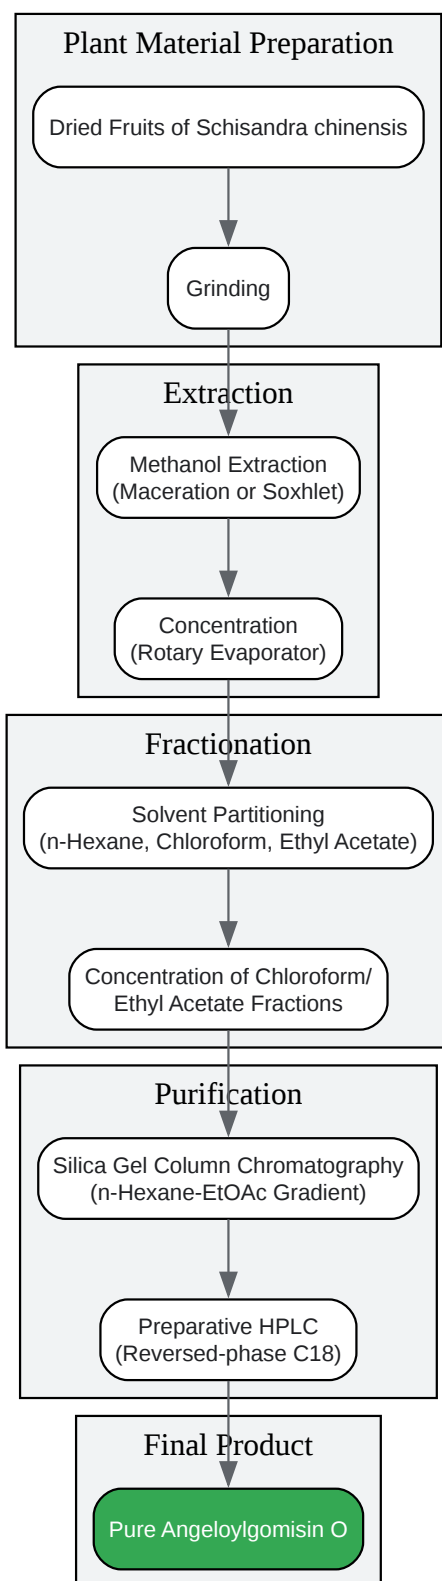 Plant Material Preparation
Dried Fruits of Schisandra chinensis
Grinding
Extraction
Methanol Extraction
(Maceration or Soxhlet)
Concentration
(Rotary Evaporator)
Fractionation
Solvent Partitioning
(n-Hexane, Chloroform, Ethyl Acetate)
Concentration of Chloroform/
Ethyl Acetate Fractions
Purification
Silica Gel Column Chromatography
(n-Hexane-EtOAc Gradient)
Preparative HPLC
(Reversed-phase C18)
Final Product
Pure Angeloylgomisin O